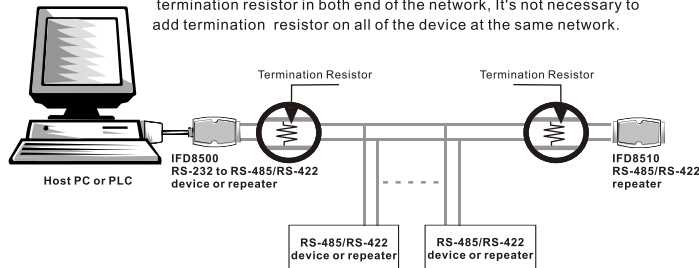 termination resistor in both end of the network, It's not necessary to
add termination resistor on all of the device at the same network.
Termination Resistor
Termination Resistor
Host PC or PLC
IFD8500
RS-232 to RS-485/RS-422
device or repeater
IFD8510
RS-485/RS-422
repeater
RS-485/RS-422
device or repeater
RS-485/RS-422
device or repeater